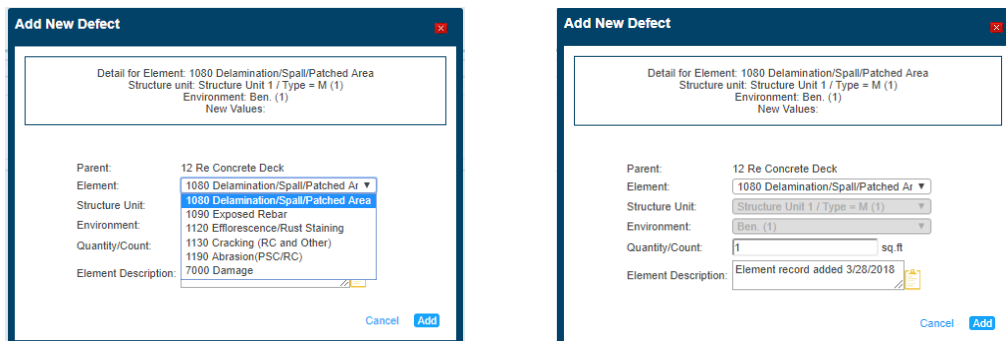 Add New Defect
Detail for Element: 1080 Delamination/Spall/Patched Area
Structure unit: Structure Unit 1 / Type = M (1)
Environment: Ben. (1)
New Values:
Parent: 12 Re Concrete Deck
Element: 1080 Delamination/Spall/Patched Ar
Structure Unit: 1080 Delamination/Spall/Patched Area
1090 Exposed Rebar
Environment: 1120 Efflorescence/Rust Staining
1130 Cracking (RC and Other)
Quantity/Count: 1190 Abrasion(PSC/RC)
Element Description: 7000 Damage
Cancel Add
Add New Defect
Detail for Element: 1080 Delamination/Spall/Patched Area
Structure unit: Structure Unit 1 / Type = M (1)
Environment: Ben. (1)
New Values:
Parent: 12 Re Concrete Deck
Element: 1080 Delamination/Spall/Patched Ar
Structure Unit: Structure Unit 1 / Type = M (1)
Environment: Ben. (1)
Quantity/Count: 1 sq.ft
Element Description: Element record added 3/28/2018
Cancel Add